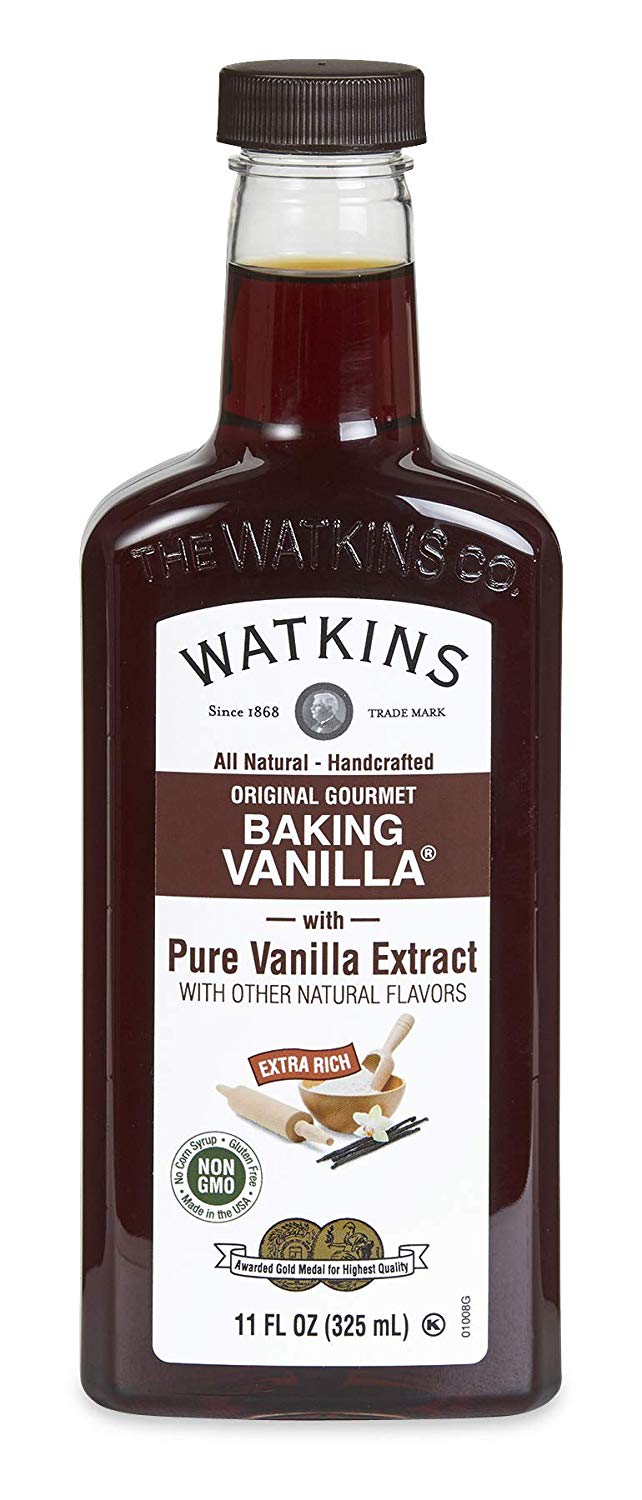 THE WATKINS CO.
WATKINS
Since 1868 TRADE MARK
All Natural - Handcrafted
ORIGINAL GOURMET
BAKING
VANILLA®
with
Pure Vanilla Extract
WITH OTHER NATURAL FLAVORS
EXTRA RICH
No Corn Syrup • Gluten Free • Made in the USA •
NON
GMO
Awarded Gold Medal for Highest Quality
11 FL OZ (325 mL) K
01008G